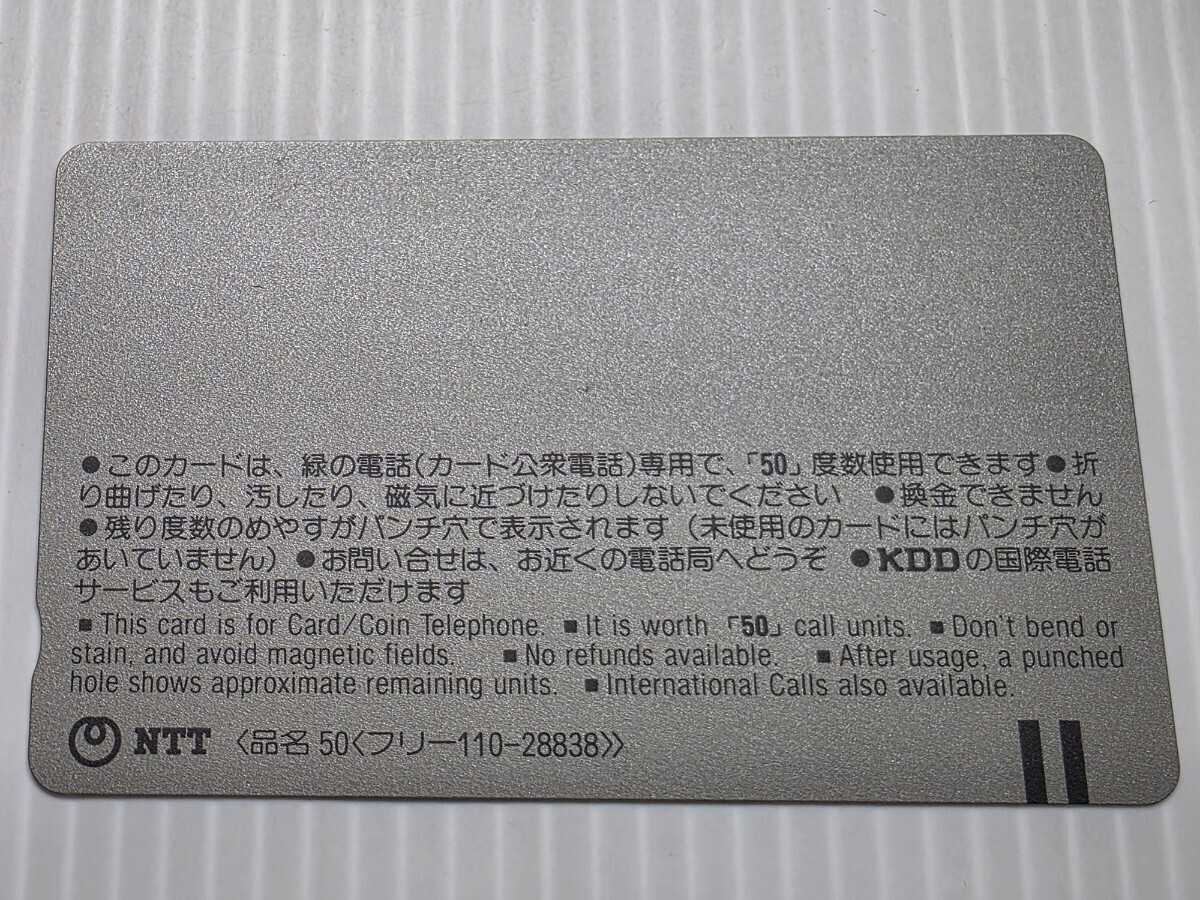 ●このカードは、緑の電話(カード公衆電話)専用で、「50」度数使用できます●折
り曲げたり、汚したり、磁気に近づけたりしないでください ●換金できません
●残り度数のめやすがパンチ穴で表示されます(未使用のカードにはパンチ穴が
あいていません)●お問い合せは、お近くの電話局へどうぞ ●KDDの国際電話
サービスもご利用いただけます
■This card is for Card/Coin Telephone. ■It is worth「50」call units. ■Don't bend or
stain, and avoid magnetic fields. ■No refunds available. ■After usage, a punched
hole shows approximate remaining units. ■International Calls also available.
NTT 〈品名 50〈フリー110-28838〉〉